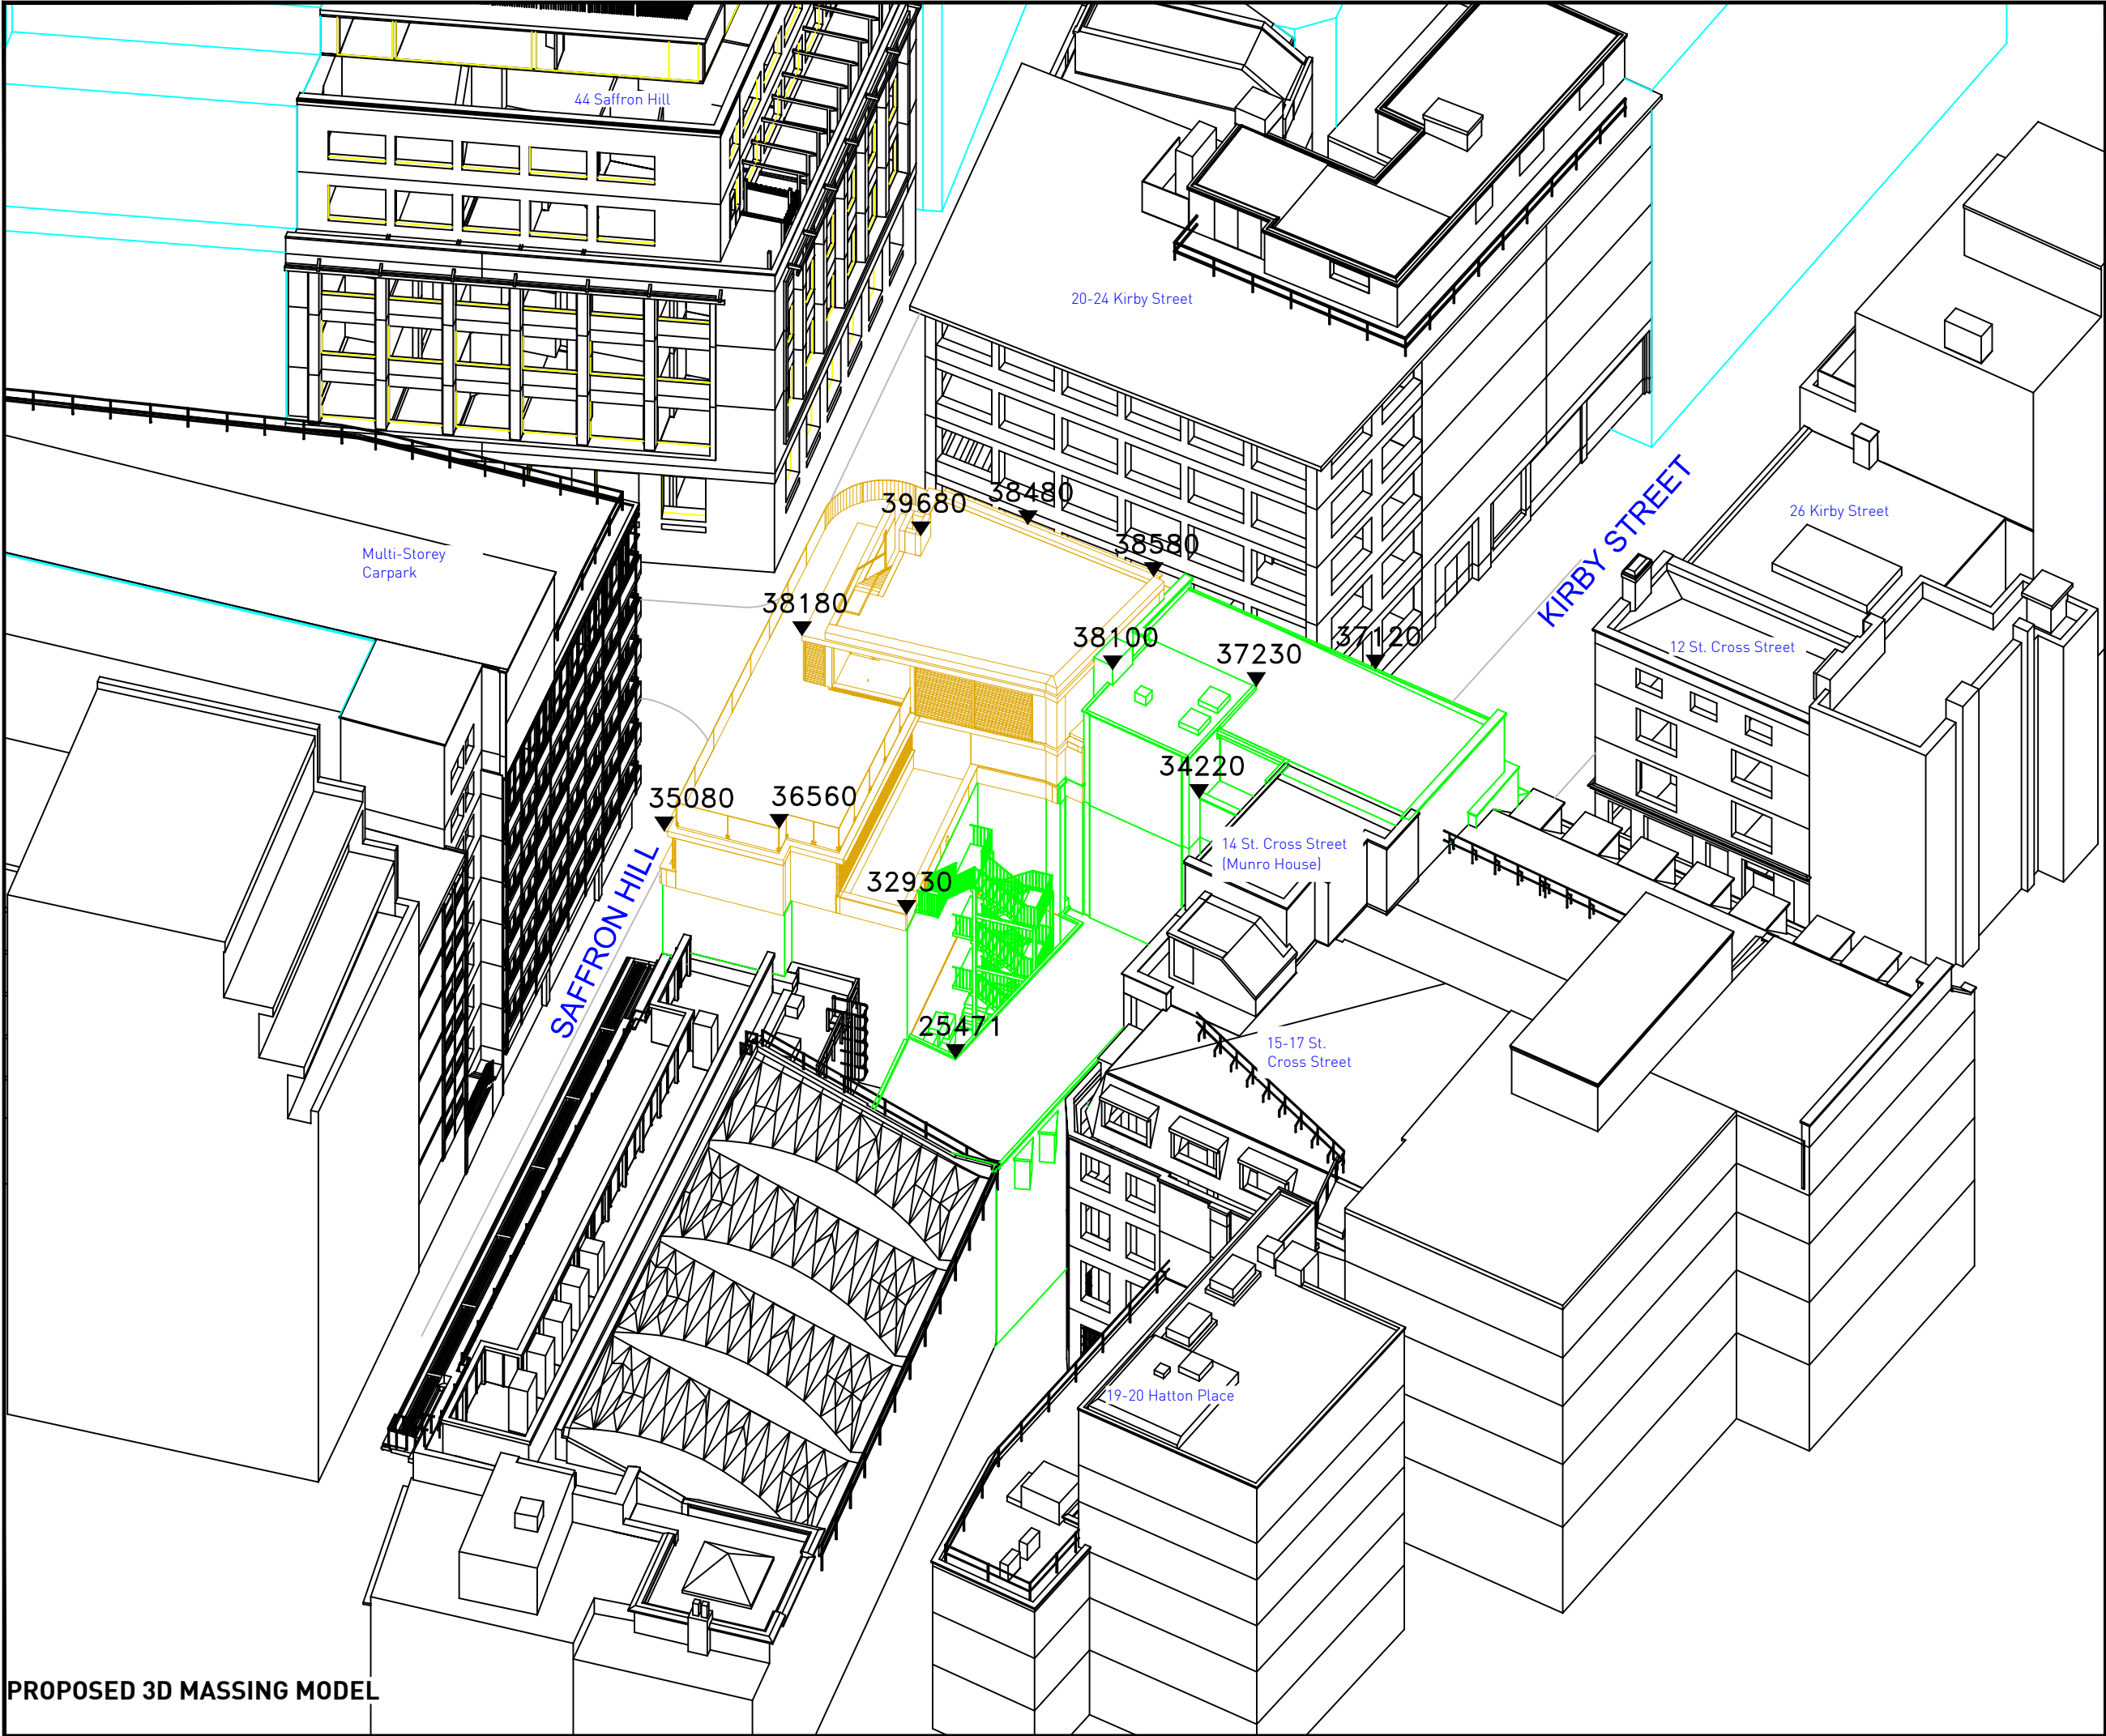 44 Saffron Hill
20-24 Kirby Street
39680
38480
KIRBY STREET
26 Kirby Street
Multi-Storey
Carpark
38580
38180
38100
37230
37120
12 St. Cross Street
34220
35080
36560
14 St. Cross Street
(Munro House)
32930
SAFFRON HILL
25471
15-17 St.
Cross Street
19-20 Hatton Place
PROPOSED 3D MASSING MODEL